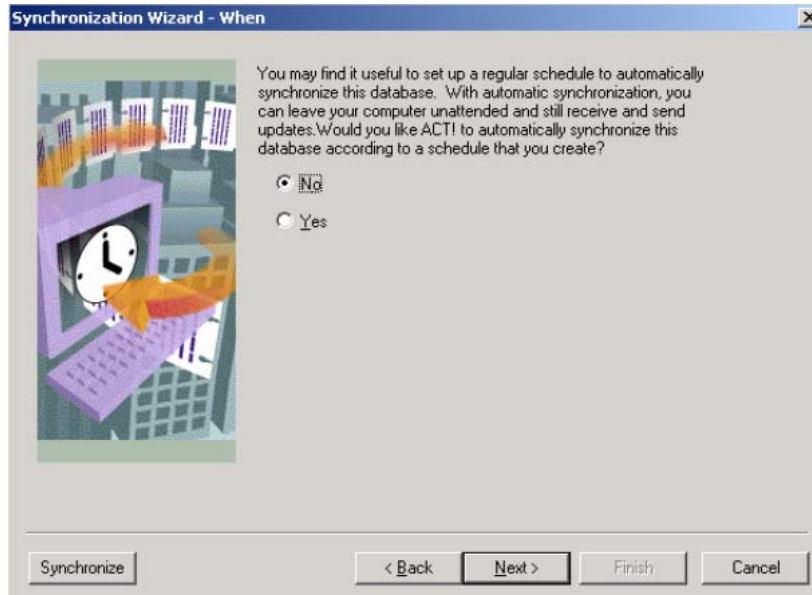 Synchronization Wizard - When
You may find it useful to set up a regular schedule to automatically
synchronize this database. With automatic synchronization, you
can leave your computer unattended and still receive and send
updates.Would you like ACT! to automatically synchronize this
database according to a schedule that you create?
No
Yes
Synchronize
< Back
Next >
Finish
Cancel